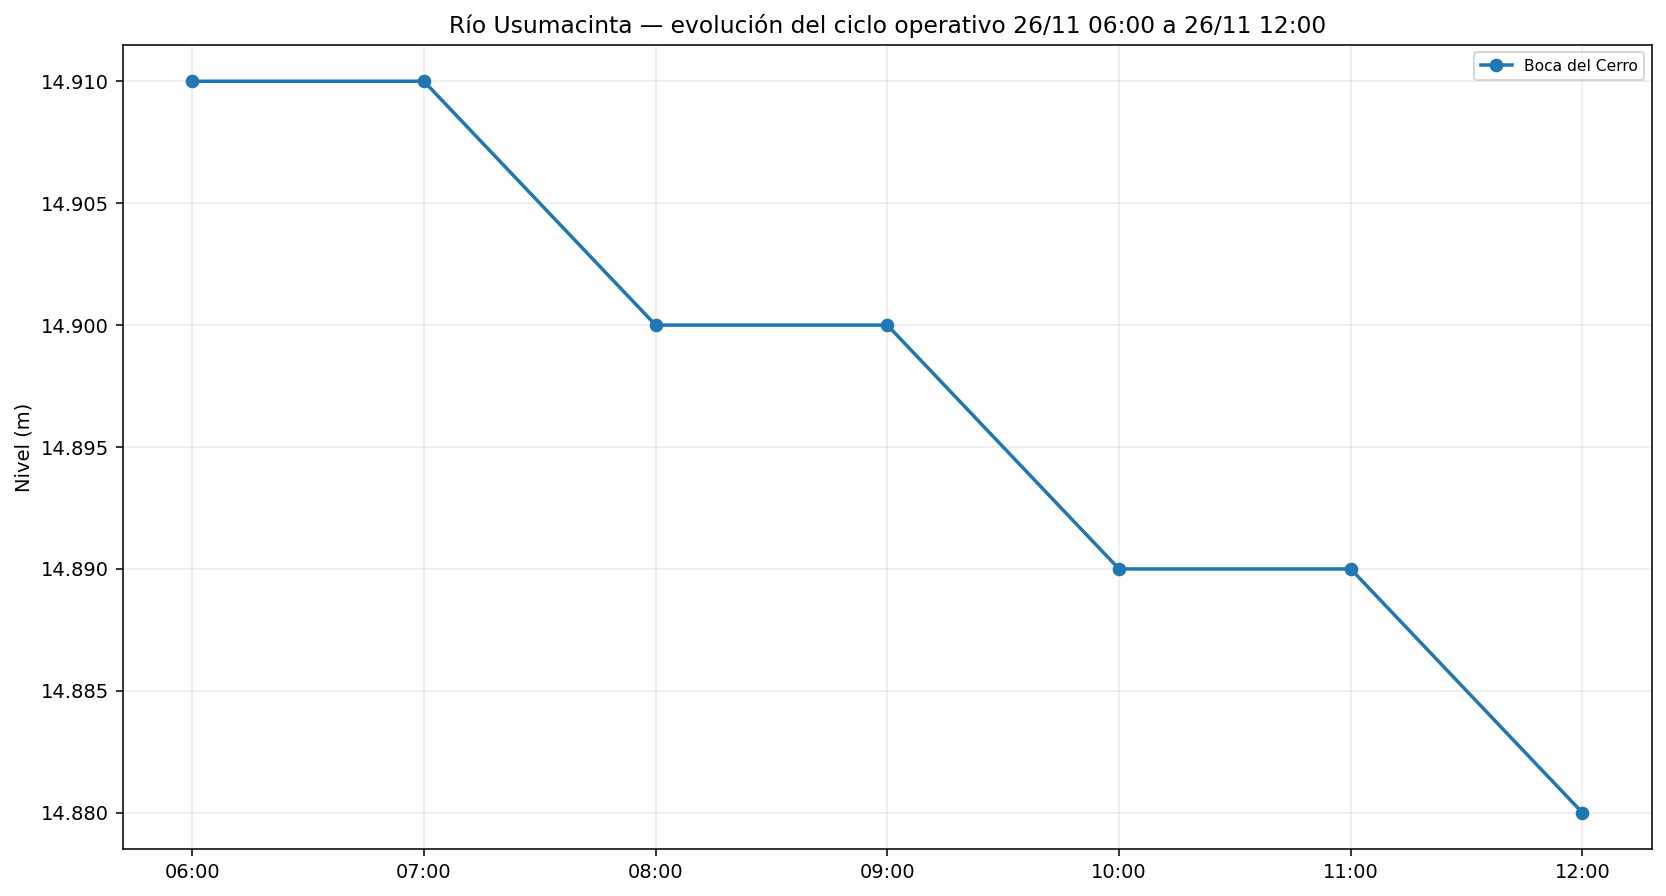 Río Usumacinta — evolución del ciclo operativo 26/11 06:00 a 26/11 12:00
Boca del Cerro
Nivel (m)
14.910
14.905
14.900
14.895
14.890
14.885
14.880
06:00 07:00 08:00 09:00 10:00 11:00 12:00